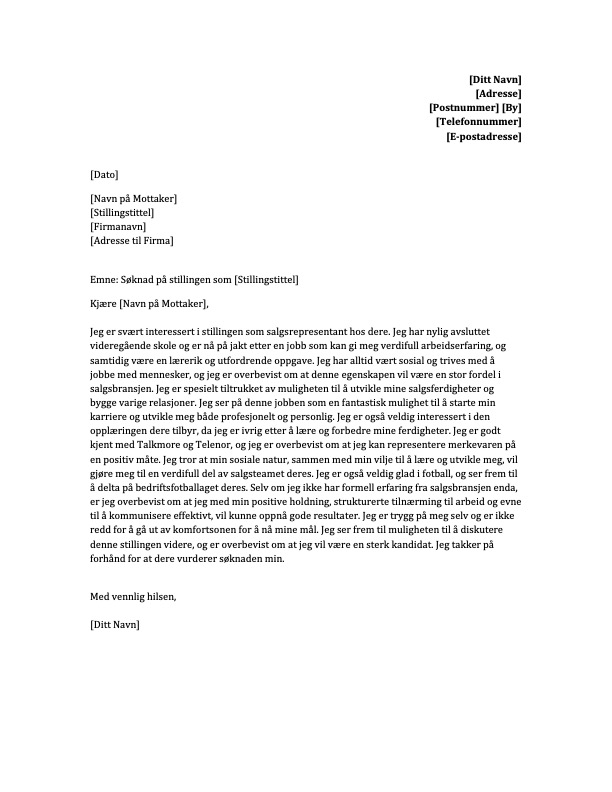 [Ditt Navn]
[Adresse]
[Postnummer] [By]
[Telefonnummer]
[E-postadresse]
[Dato]
[Navn på Mottaker]
[Stillingstittel]
[Firmanavn]
[Adresse til Firma]
Emne: Søknad på stillingen som [Stillingstittel]
Kjære [Navn på Mottaker],
Jeg er svært interessert i stillingen som salgsrepresentant hos dere. Jeg har nylig avsluttet
videregående skole og er nå på jakt etter en jobb som kan gi meg verdifull arbeidserfaring, og
samtidig være en lærerik og utfordrende oppgave. Jeg har alltid vært sosial og trives med å
jobbe med mennesker, og jeg er overbevist om at denne egenskapen vil være en stor fordel i
salgsbransjen. Jeg er spesielt tiltrukket av muligheten til å utvikle mine salgsferdigheter og
bygge varige relasjoner. Jeg ser på denne jobben som en fantastisk mulighet til å starte min
karriere og utvikle meg både profesjonelt og personlig. Jeg er også veldig interessert i den
opplæringen dere tilbyr, da jeg er ivrig etter å lære og forbedre mine ferdigheter. Jeg er godt
kjent med Talkmore og Telenor, og jeg er overbevist om at jeg kan representere merkevaren på
en positiv måte. Jeg tror at min sosiale natur, sammen med min vilje til å lære og utvikle meg, vil
gjøre meg til en verdifull del av salgsteamet deres. Jeg er også veldig glad i fotball, og ser frem til
å delta på bedriftsfotballaget deres. Selv om jeg ikke har formell erfaring fra salgsbransjen enda,
er jeg overbevist om at jeg med min positive holdning, strukturerte tilnærming til arbeid og evne
til å kommunisere effektivt, vil kunne oppnå gode resultater. Jeg er trygg på meg selv og er ikke
redd for å gå ut av komfortsonen for å nå mine mål. Jeg ser frem til muligheten til å diskutere
denne stillingen videre, og er overbevist om at jeg vil være en sterk kandidat. Jeg takker på
forhånd for at dere vurderer søknaden min.
Med vennlig hilsen,
[Ditt Navn]